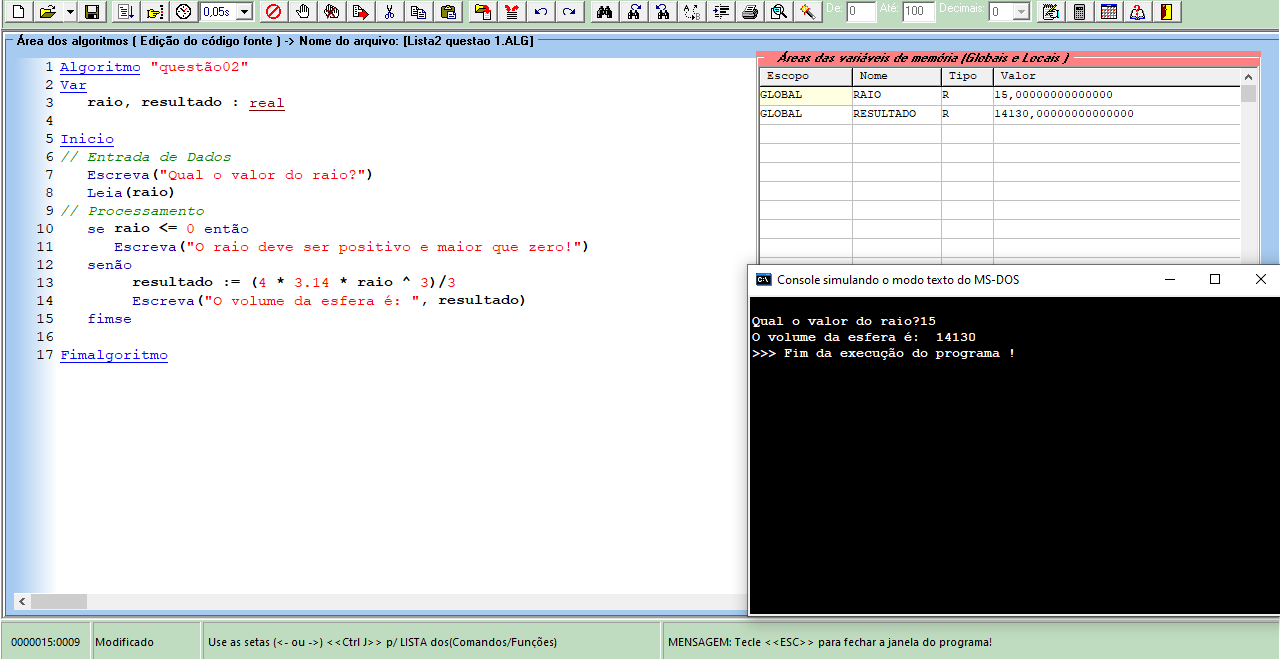 0,05s De: 0 Até: 100 Decimais: 0
Área dos algoritmos ( Edição do código fonte ) -> Nome do arquivo: [Lista2 questao 1.ALG]
1 Algoritmo "questão02"
2 Var
3 raio, resultado : real
4
5 Inicio
6 // Entrada de Dados
7 Escreva("Qual o valor do raio?")
8 Leia(raio)
9 // Processamento
10 se raio <= 0 então
11 Escreva("O raio deve ser positivo e maior que zero!")
12 senão
13 resultado := (4 * 3.14 * raio ^ 3)/3
14 Escreva("O volume da esfera é: ", resultado)
15 fimse
16
17 Fimalgoritmo
Áreas das variáveis de memória (Globais e Locais )
Escopo Nome Tipo Valor
GLOBAL RAIO R 15,00000000000000
GLOBAL RESULTADO R 14130,00000000000000
Console simulando o modo texto do MS-DOS
Qual o valor do raio?15
O volume da esfera é:  14130
>>> Fim da execução do programa !
0000015:0009 Modificado Use as setas (<- ou ->) <<Ctrl J>> p/ LISTA dos(Comandos/Funções) MENSAGEM: Tecle <<ESC>> para fechar a janela do programa!